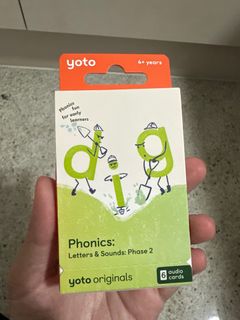 yoto
4+ years
Phonics
fun
for early
learners
dig
Phonics:
Letters & Sounds: Phase 2
yoto originals
6 audio
cards